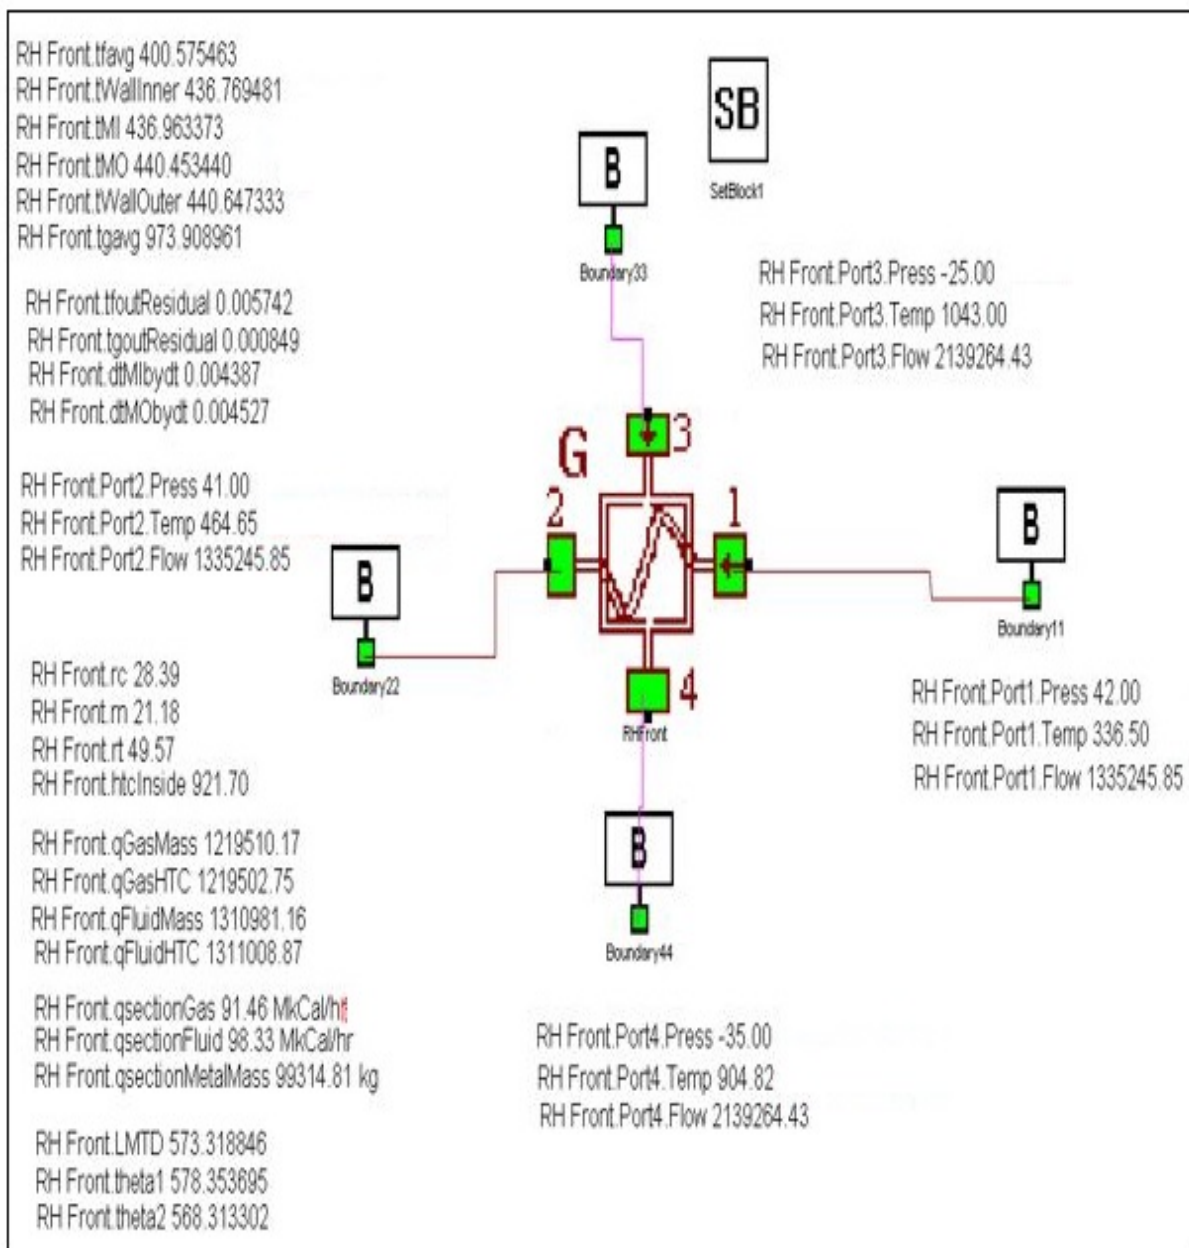 RH Front.tfavg 400.575463
RH Front.tWallInner 436.769481
RH Front.tMI 436.963373
RH Front.tMO 440.453440
RH Front.tWallOuter 440.647333
RH Front.tgavg 973.908961
SB
SetBlock1
B
Boundary33
RH Front.Port3.Press -25.00
RH Front.Port3.Temp 1043.00
RH Front.Port3.Flow 2139264.43
RH Front.tfoutResidual 0.005742
RH Front.tgoutResidual 0.000849
RH Front.dtMIbydt 0.004387
RH Front.dtMObydt 0.004527
RH Front.Port2.Press 41.00
RH Front.Port2.Temp 464.65
RH Front.Port2.Flow 1335245.85
G
3
2
1
4
RHFront
B
Boundary22
B
Boundary11
RH Front.rc 28.39
RH Front.rn 21.18
RH Front.rt 49.57
RH Front.htcInside 921.70
RH Front.Port1.Press 42.00
RH Front.Port1.Temp 336.50
RH Front.Port1.Flow 1335245.85
RH Front.qGasMass 1219510.17
RH Front.qGasHTC 1219502.75
RH Front.qFluidMass 1310981.16
RH Front.qFluidHTC 1311008.87
B
Boundary44
RH Front.qsectionGas 91.46 MkCal/hr
RH Front.qsectionFluid 98.33 MkCal/hr
RH Front.qsectionMetalMass 99314.81 kg
RH Front.Port4.Press -35.00
RH Front.Port4.Temp 904.82
RH Front.Port4.Flow 2139264.43
RH Front.LMTD 573.318846
RH Front.theta1 578.353695
RH Front.theta2 568.313302